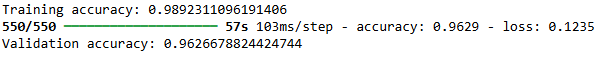 Training accuracy: 0.9892311096191406
550/550 ━━━━━━━━━━━━━━━━━━━━ 57s 103ms/step - accuracy: 0.9629 - loss: 0.1235
Validation accuracy: 0.9626678824424744